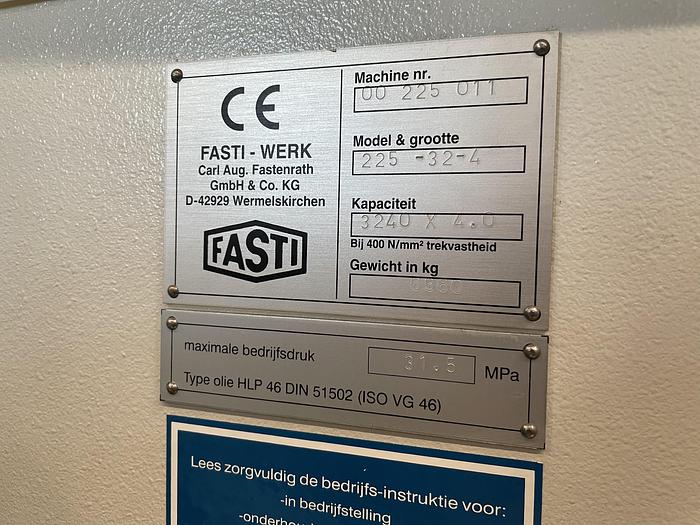 CE
FASTI - WERK
Carl Aug. Fastenrath
GmbH & Co. KG
D-42929 Wermelskirchen
FASTI
Machine nr.
00 225 011
Model & grootte
225 -32-4
Kapaciteit
3240 X 4.0
Bij 400 N/mm² trekvastheid
Gewicht in kg
maximale bedrijfsdruk 31.5 MPa
Type olie HLP 46 DIN 51502 (ISO VG 46)
Lees zorgvuldig de bedrijfs-instruktie voor:
-in bedrijfstelling